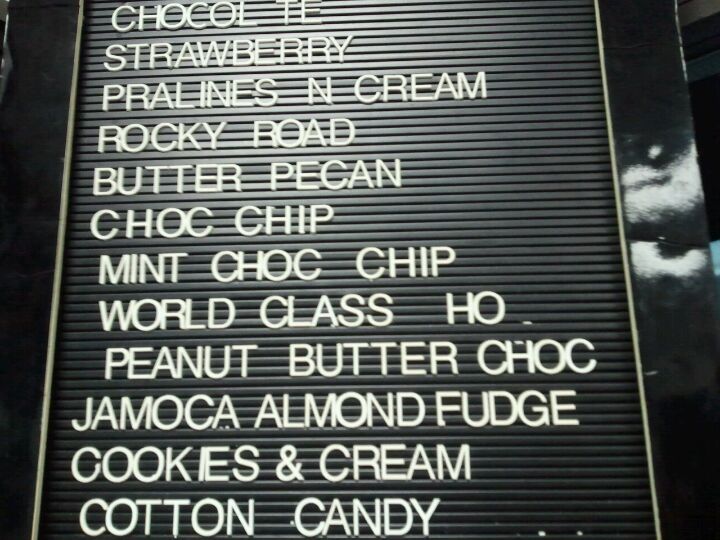 CHOCOL TE
STRAWBERRY
PRALINES N CREAM
ROCKY ROAD
BUTTER PECAN
CHOC CHIP
MINT CHOC CHIP
WORLD CLASS HO
PEANUT BUTTER CHOC
JAMOCA ALMOND FUDGE
COOKIES & CREAM
COTTON CANDY